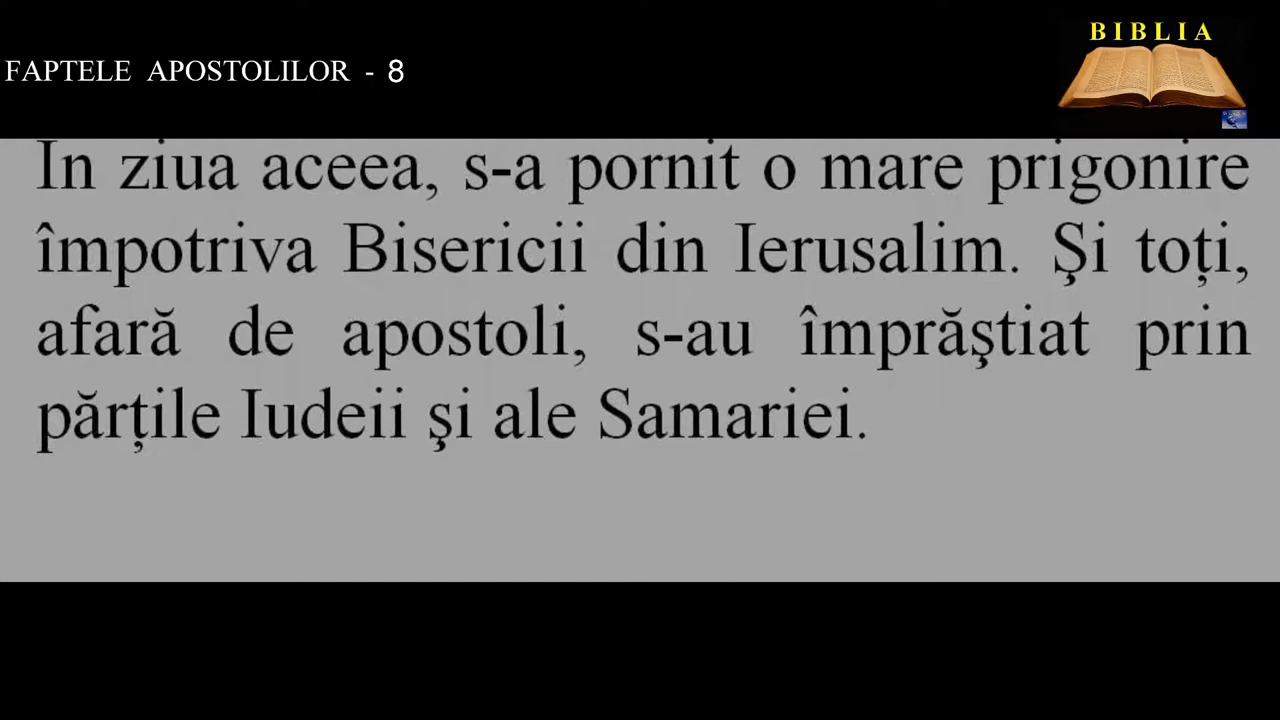 BIBLIA
FAPTELE APOSTOLILOR - 8
In ziua aceea, s-a pornit o mare prigonire
împotriva Bisericii din Ierusalim. Şi toţi,
afară de apostoli, s-au împrăştiat prin
părţile Iudeii şi ale Samariei.